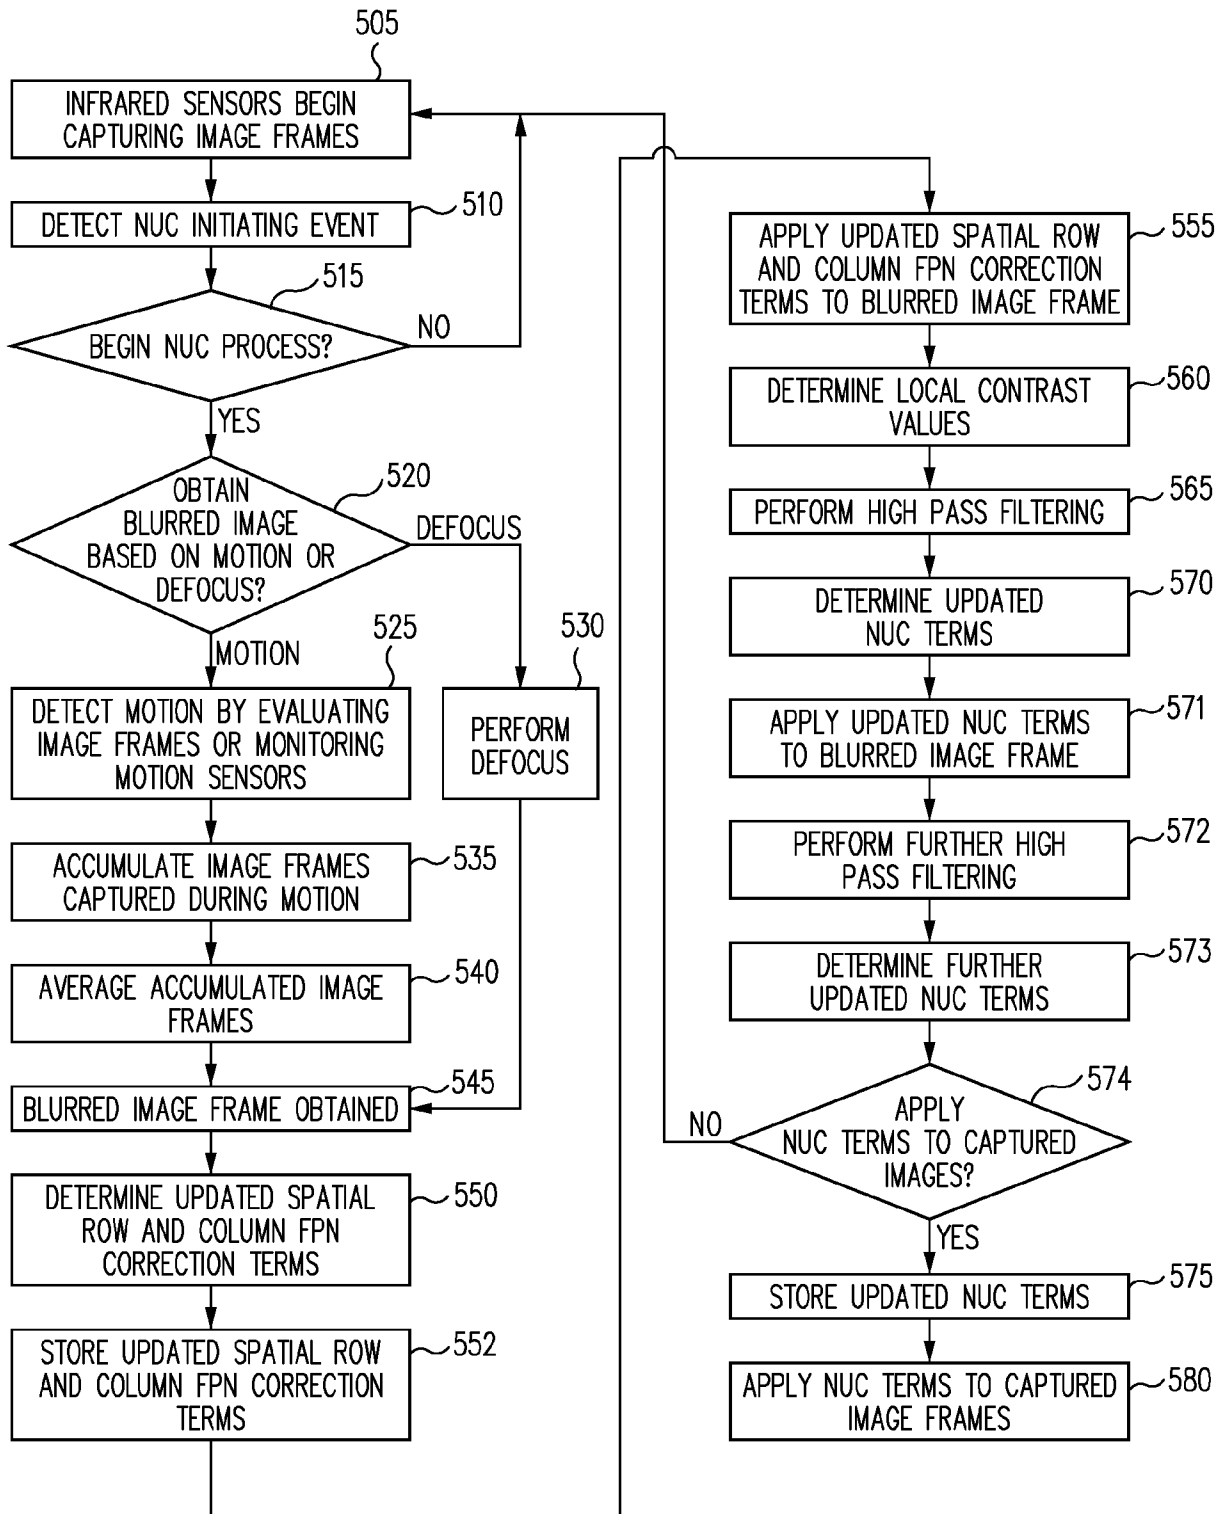 505
INFRARED SENSORS BEGIN
CAPTURING IMAGE FRAMES
DETECT NUC INITIATING EVENT
510
515
BEGIN NUC PROCESS?
NO
YES
520
OBTAIN
BLURRED IMAGE
BASED ON MOTION OR
DEFOCUS?
DEFOCUS
MOTION
525
DETECT MOTION BY EVALUATING
IMAGE FRAMES OR MONITORING
MOTION SENSORS
530
PERFORM
DEFOCUS
ACCUMULATE IMAGE FRAMES
CAPTURED DURING MOTION
535
AVERAGE ACCUMULATED IMAGE
FRAMES
540
BLURRED IMAGE FRAME OBTAINED
545
DETERMINE UPDATED SPATIAL
ROW AND COLUMN FPN
CORRECTION TERMS
550
STORE UPDATED SPATIAL ROW
AND COLUMN FPN CORRECTION
TERMS
552
APPLY UPDATED SPATIAL ROW
AND COLUMN FPN CORRECTION
TERMS TO BLURRED IMAGE FRAME
555
DETERMINE LOCAL CONTRAST
VALUES
560
PERFORM HIGH PASS FILTERING
565
DETERMINE UPDATED
NUC TERMS
570
APPLY UPDATED NUC TERMS
TO BLURRED IMAGE FRAME
571
PERFORM FURTHER HIGH
PASS FILTERING
572
DETERMINE FURTHER
UPDATED NUC TERMS
573
574
APPLY
NUC TERMS TO CAPTURED
IMAGES?
NO
YES
STORE UPDATED NUC TERMS
575
APPLY NUC TERMS TO CAPTURED
IMAGE FRAMES
580